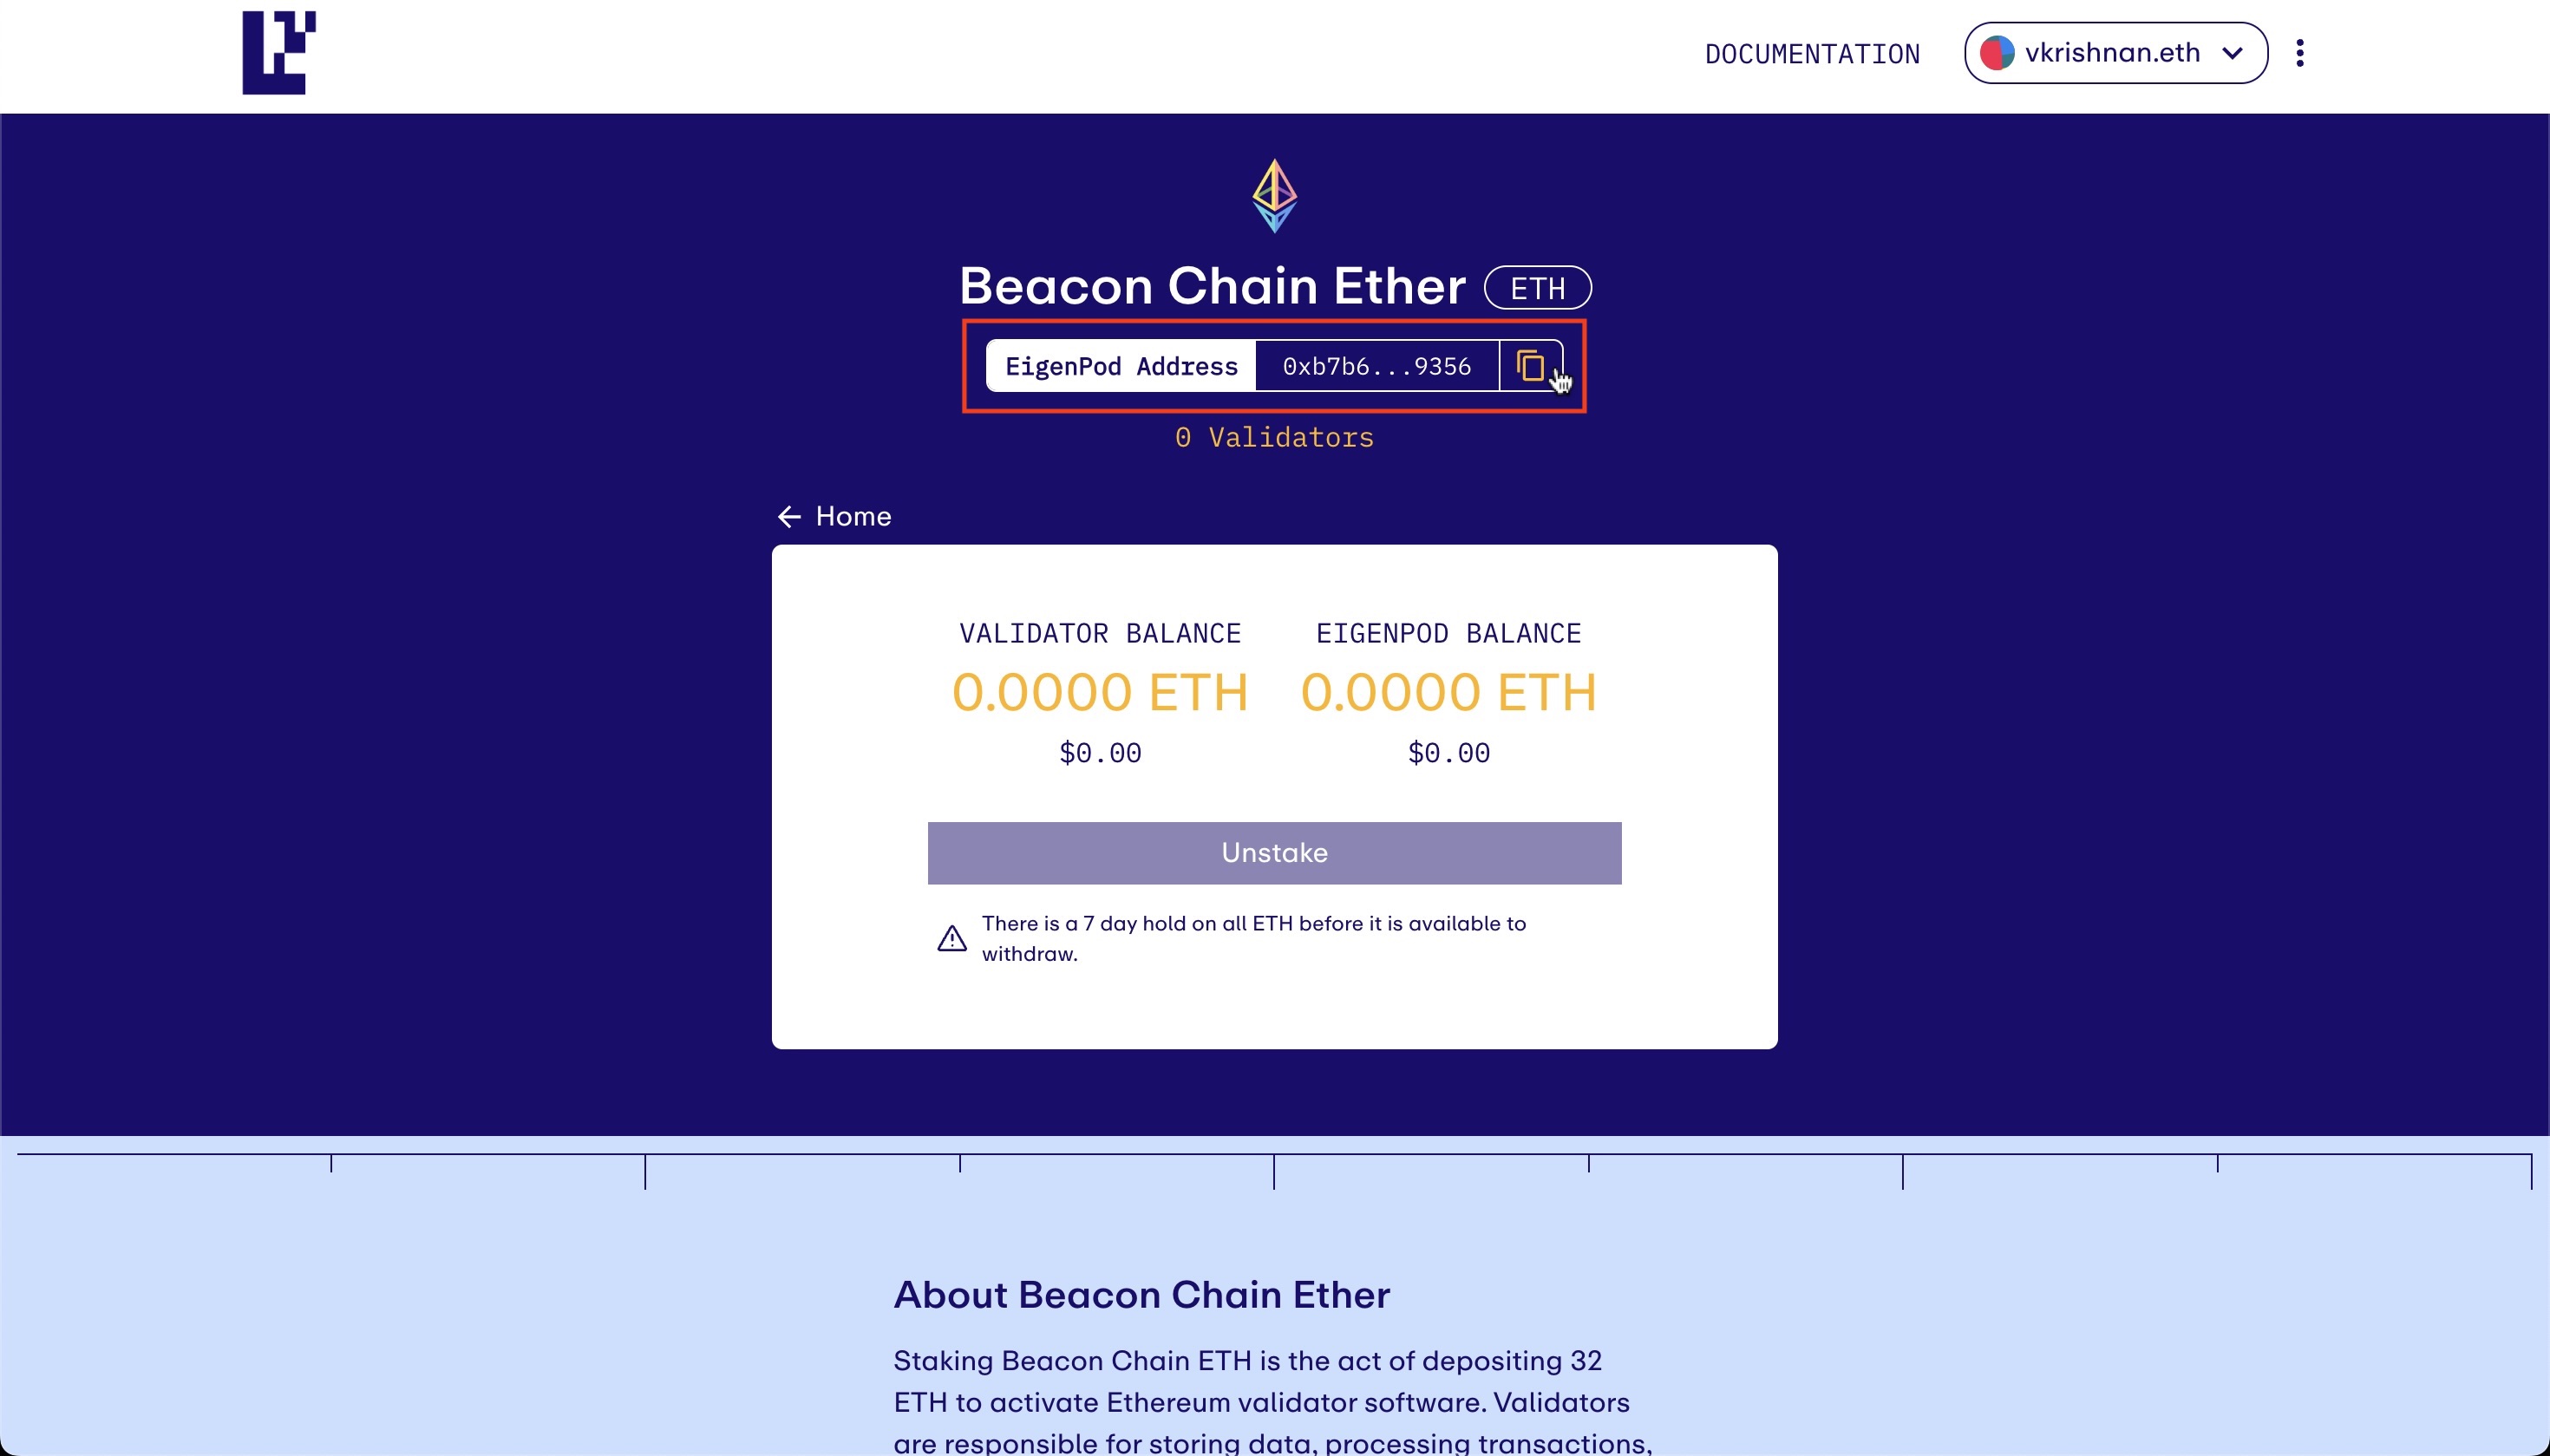 DOCUMENTATION
vkrishnan.eth
Beacon Chain Ether ETH
EigenPod Address 0xb7b6...9356
0 Validators
← Home
VALIDATOR BALANCE EIGENPOD BALANCE
0.0000 ETH 0.0000 ETH
$0.00 $0.00
Unstake
There is a 7 day hold on all ETH before it is available to
withdraw.
About Beacon Chain Ether
Staking Beacon Chain ETH is the act of depositing 32
ETH to activate Ethereum validator software. Validators
are responsible for storing data, processing transactions,